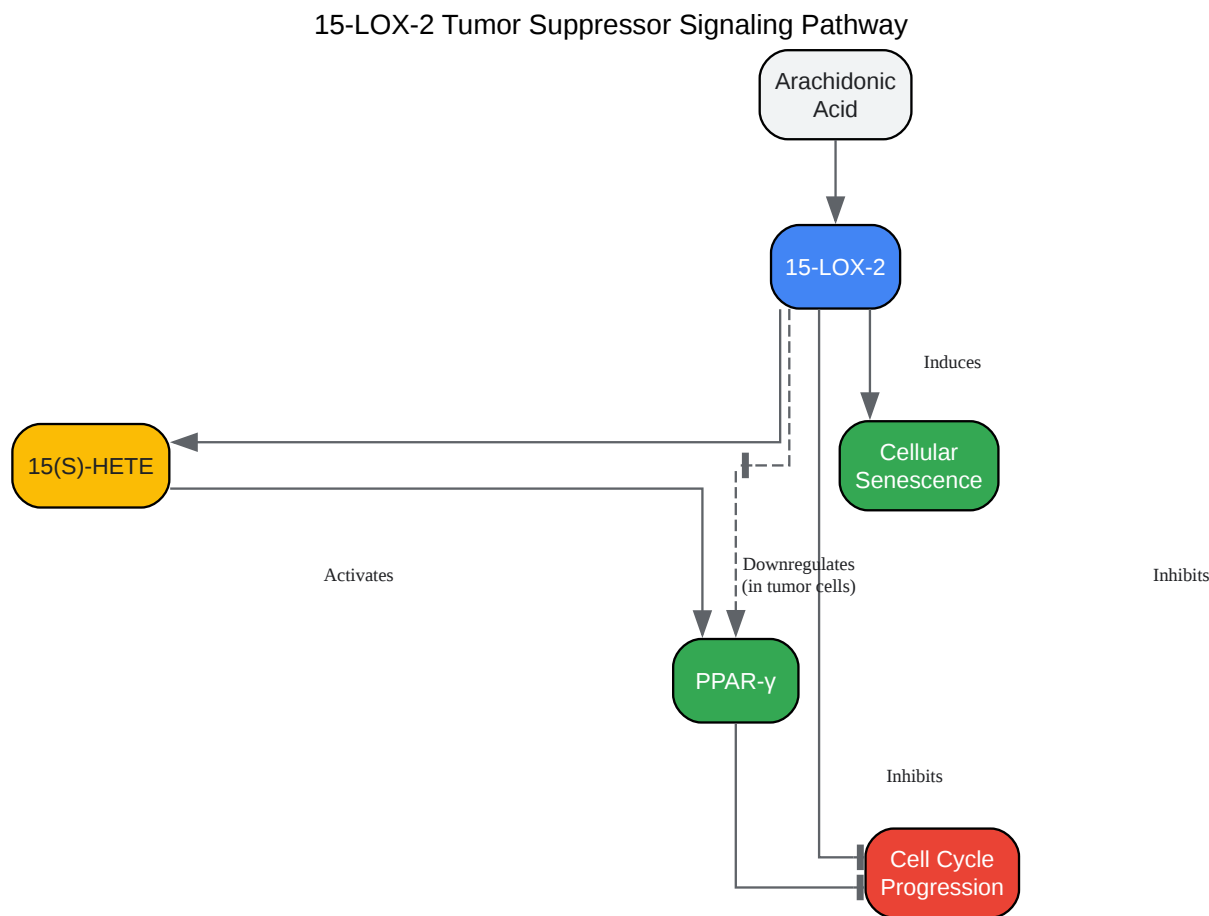 15-LOX-2 Tumor Suppressor Signaling Pathway
Arachidonic
Acid
15-LOX-2
Induces
15(S)-HETE
Cellular
Senescence
Activates
Downregulates
(in tumor cells)
Inhibits
PPAR-γ
Inhibits
Cell Cycle
Progression